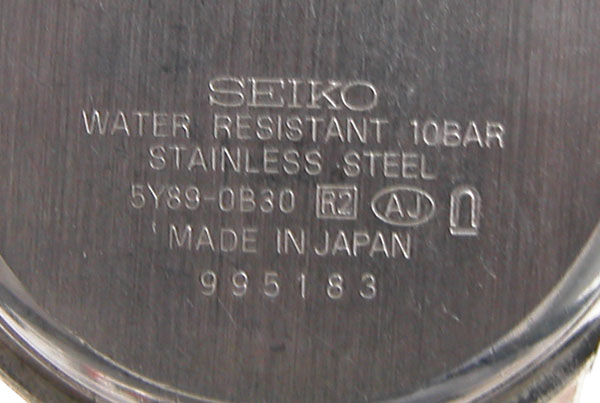 SEIKO
WATER RESISTANT 10BAR
STAINLESS STEEL
5Y89-0B30 R2 AJ
MADE IN JAPAN
995183